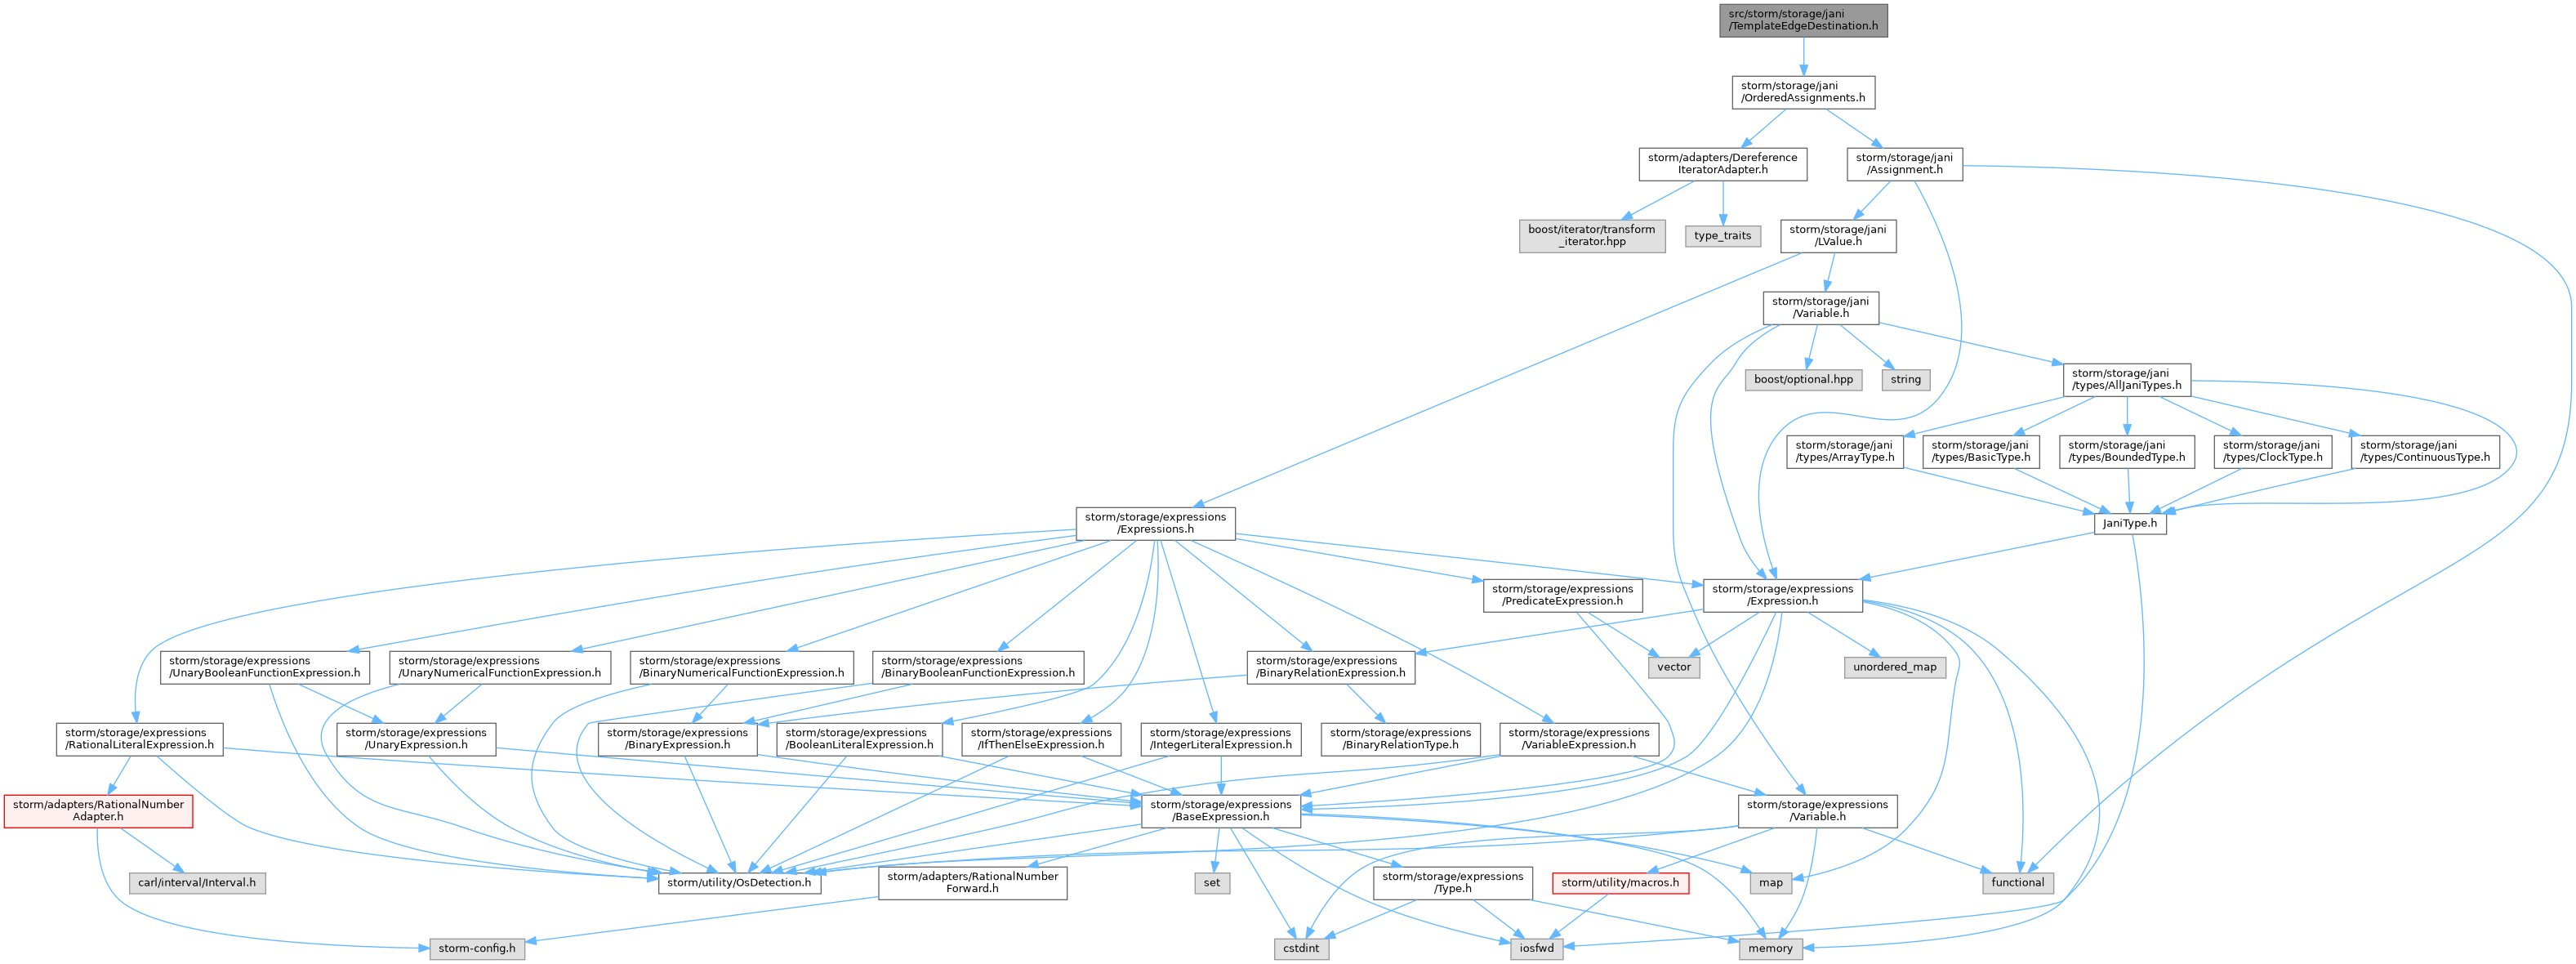 src/storm/storage/jani
/TemplateEdgeDestination.h
storm/storage/jani
/OrderedAssignments.h
storm/adapters/Dereference
IteratorAdapter.h
storm/storage/jani
/Assignment.h
boost/iterator/transform
_iterator.hpp
type_traits
storm/storage/jani
/LValue.h
storm/storage/jani
/Variable.h
boost/optional.hpp
string
storm/storage/jani
/types/AllJaniTypes.h
storm/storage/jani
/types/ArrayType.h
storm/storage/jani
/types/BasicType.h
storm/storage/jani
/types/BoundedType.h
storm/storage/jani
/types/ClockType.h
storm/storage/jani
/types/ContinuousType.h
storm/storage/expressions
/Expressions.h
JaniType.h
storm/storage/expressions
/PredicateExpression.h
storm/storage/expressions
/Expression.h
storm/storage/expressions
/UnaryBooleanFunctionExpression.h
storm/storage/expressions
/UnaryNumericalFunctionExpression.h
storm/storage/expressions
/BinaryNumericalFunctionExpression.h
storm/storage/expressions
/BinaryBooleanFunctionExpression.h
storm/storage/expressions
/BinaryRelationExpression.h
vector
unordered_map
storm/storage/expressions
/RationalLiteralExpression.h
storm/storage/expressions
/UnaryExpression.h
storm/storage/expressions
/BinaryExpression.h
storm/storage/expressions
/BooleanLiteralExpression.h
storm/storage/expressions
/IfThenElseExpression.h
storm/storage/expressions
/IntegerLiteralExpression.h
storm/storage/expressions
/BinaryRelationType.h
storm/storage/expressions
/VariableExpression.h
storm/adapters/RationalNumber
Adapter.h
storm/storage/expressions
/BaseExpression.h
storm/storage/expressions
/Variable.h
carl/interval/Interval.h
storm/utility/OsDetection.h
storm/adapters/RationalNumber
Forward.h
set
storm/storage/expressions
/Type.h
storm/utility/macros.h
map
functional
storm-config.h
cstdint
iosfwd
memory